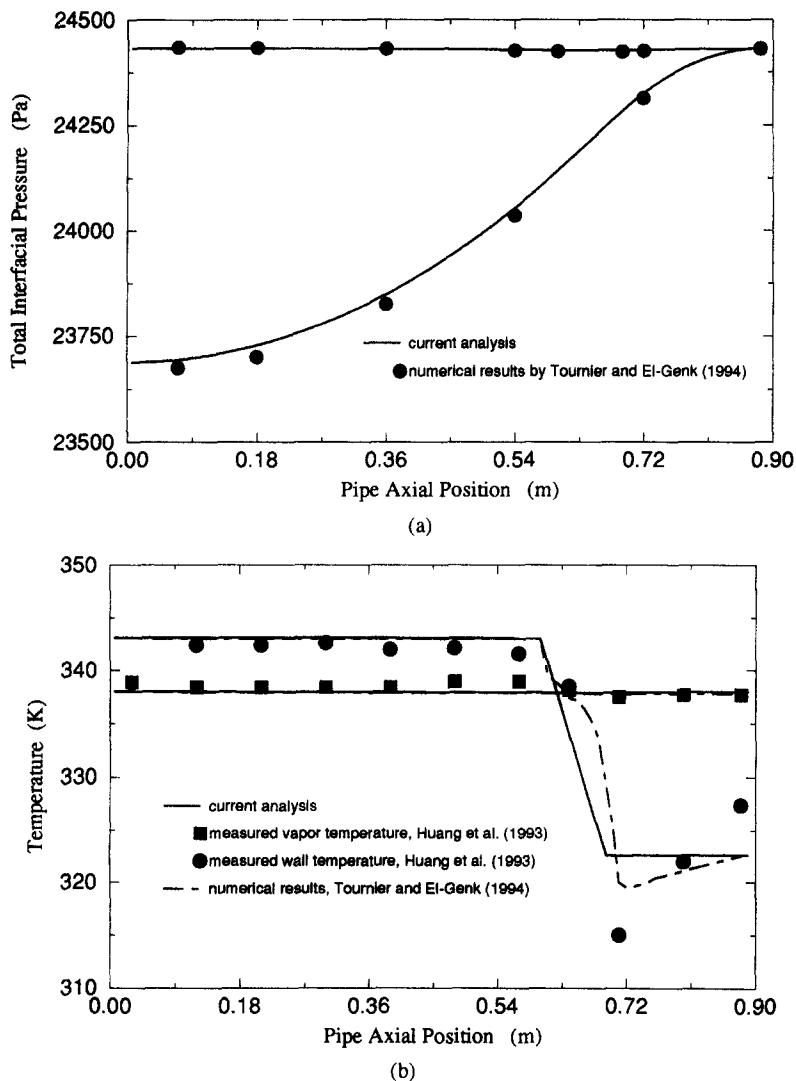 24500
24250
24000
23750
23500
Total Interfacial Pressure (Pa)
current analysis
numerical results by Tournier and El-Genk (1994)
0.00 0.18 0.36 0.54 0.72 0.90
Pipe Axial Position (m)
(a)
350
340
330
320
310
Temperature (K)
current analysis
measured vapor temperature, Huang et al. (1993)
measured wall temperature, Huang et al. (1993)
numerical results, Tournier and El-Genk (1994)
0.00 0.18 0.36 0.54 0.72 0.90
Pipe Axial Position (m)
(b)